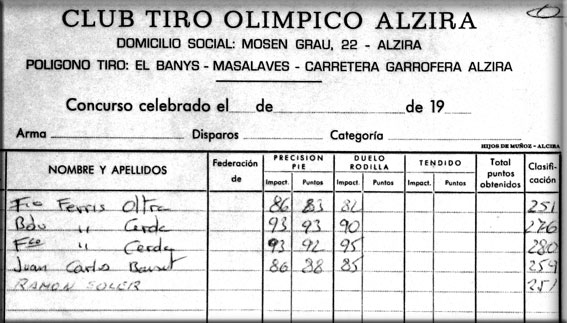 CLUB TIRO OLIMPICO ALZIRA
DOMICILIO SOCIAL: MOSEN GRAU, 22 - ALZIRA
POLIGONO TIRO: EL BANYS - MASALAVES - CARRETERA GARROFERA ALZIRA
Concurso celebrado el de de 19
Arma Disparos Categoría
HIJOS DE MUÑOZ - ALCIRA
NOMBRE Y APELLIDOS Federación de PRECISION PIE DUELO RODILLA TENDIDO Total puntos obtenidos Clasificación
Impact. Puntos Impact. Puntos Impact. Puntos
Ferris Oltra 86 83 82 251
Bdo " Cerda 93 93 90 276
Fco " Cerda 93 92 95 280
Juan Carlos 86 88 85 259
RAMON SOLER 251